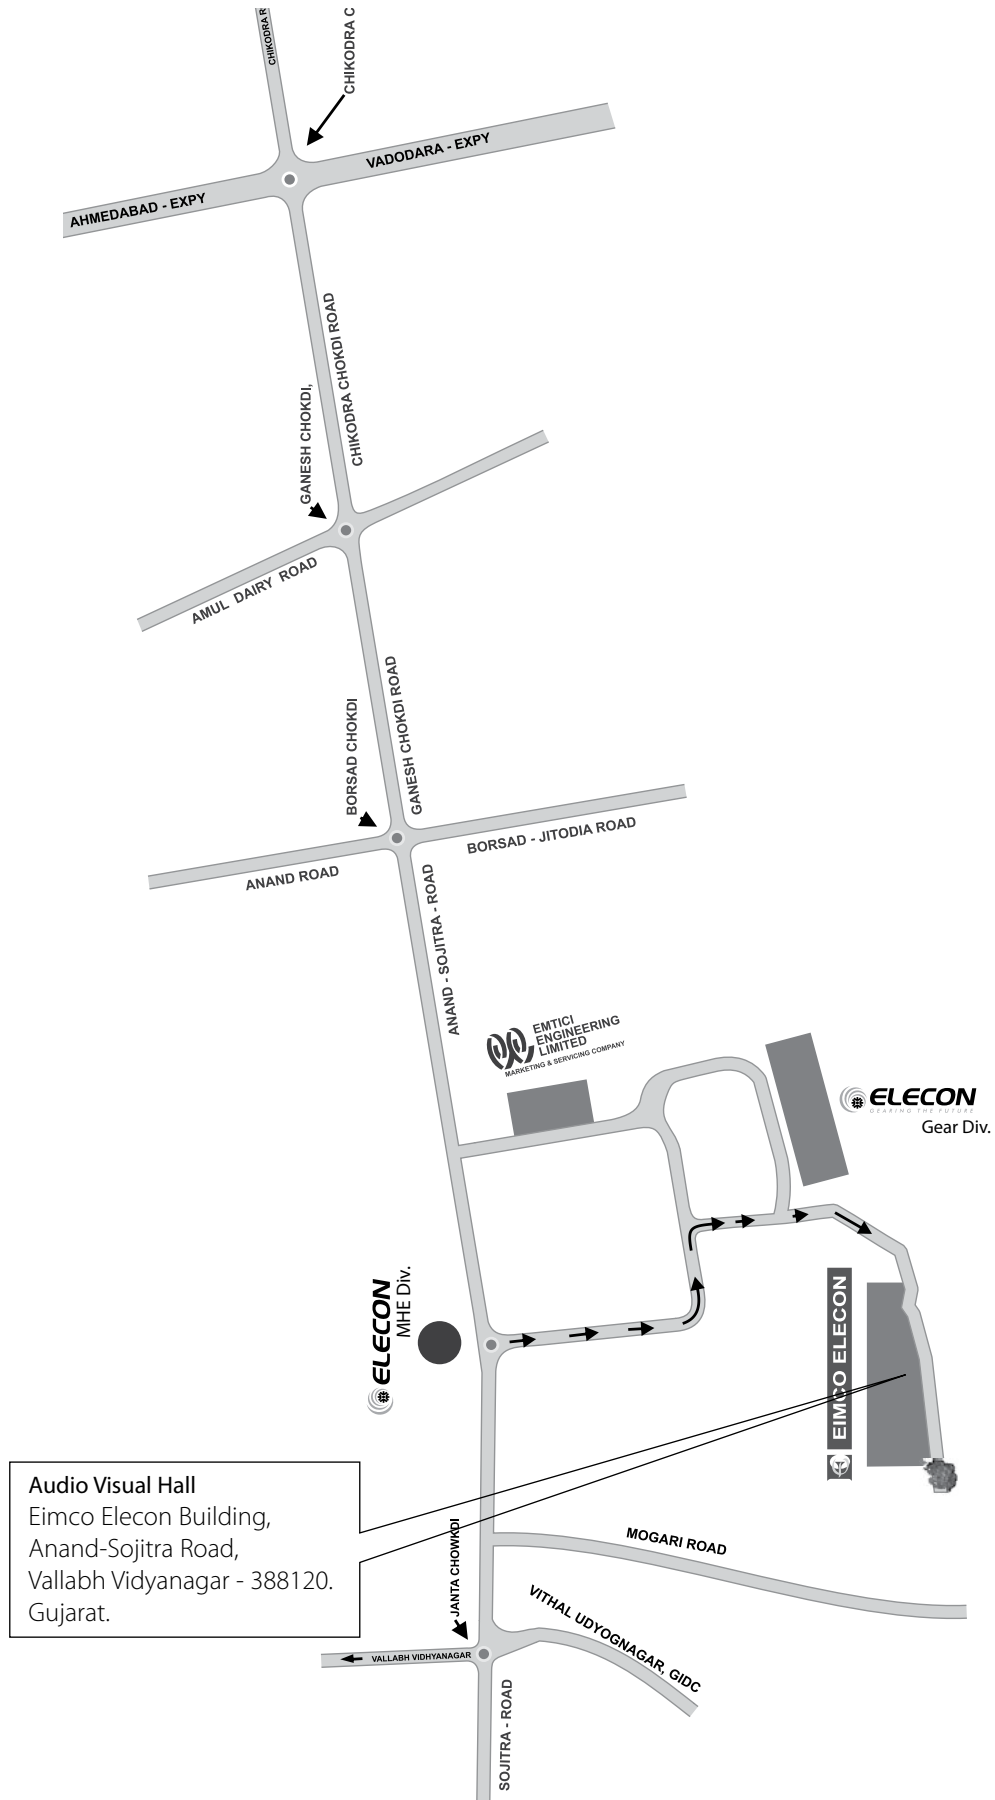 CHIKODRA R
CHIKODRA C
VADODARA - EXPY
AHMEDABAD - EXPY
CHIKODRA CHOKDI ROAD
GANESH CHOKDI,
AMUL DAIRY ROAD
GANESH CHOKDI ROAD
BORSAD CHOKDI
BORSAD - JITODIA ROAD
ANAND ROAD
ANAND - SOJITRA - ROAD
EMTICI
ENGINEERING
LIMITED
MARKETING & SERVICING COMPANY
ELECON
GEARING THE FUTURE
Gear Div.
ELECON
MHE Div.
EIMCO ELECON
Audio Visual Hall
Eimco Elecon Building,
Anand-Sojitra Road,
Vallabh Vidyanagar - 388120.
Gujarat.
MOGARI ROAD
JANTA CHOWKDI
VITHAL UDYOGNAGAR, GIDC
VALLABH VIDHYANAGAR
SOJITRA - ROAD